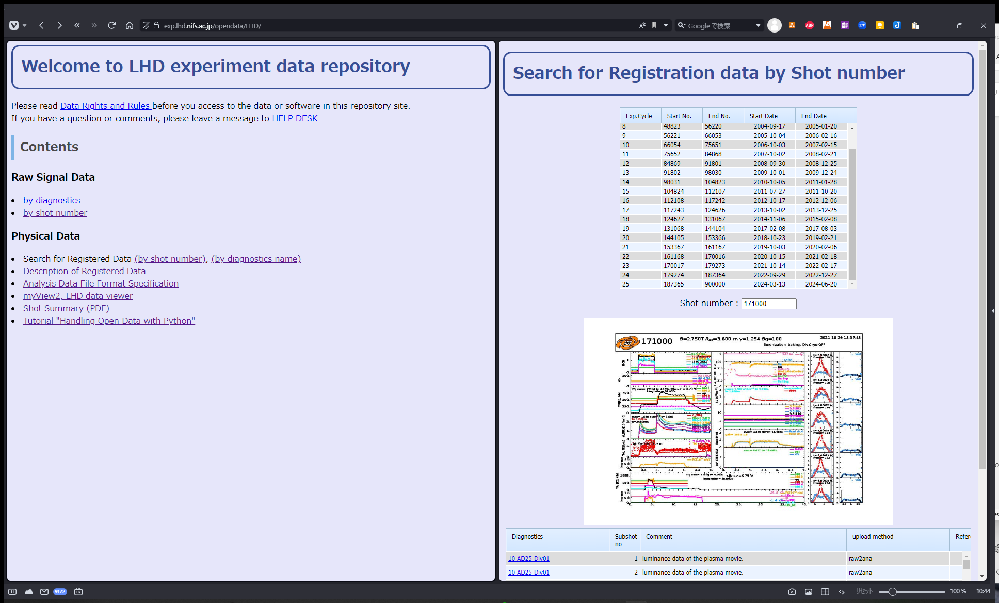 exp.lhd.nifs.ac.jp/opendata/LHD/
Google で検索
Welcome to LHD experiment data repository
Please read Data Rights and Rules before you access to the data or software in this repository site.
If you have a question or comments, please leave a message to HELP DESK
Contents
Raw Signal Data
by diagnostics
by shot number
Physical Data
Search for Registered Data (by shot number), (by diagnostics name)
Description of Registered Data
Analysis Data File Format Specification
myView2, LHD data viewer
Shot Summary (PDF)
Tutorial "Handling Open Data with Python"
Search for Registration data by Shot number
Exp.Cycle Start No. End No. Start Date End Date
8 48823 56220 2004-09-17 2005-01-20
9 56221 66053 2005-10-04 2006-02-16
10 66054 75651 2006-10-03 2007-02-15
11 75652 84868 2007-10-02 2008-02-21
12 84869 91801 2008-09-30 2008-12-25
13 91802 98030 2009-10-01 2009-12-24
14 98031 104823 2010-10-05 2011-01-28
15 104824 112107 2011-07-27 2011-10-20
16 112108 117242 2012-10-17 2012-12-06
17 117243 124626 2013-10-02 2013-12-25
18 124627 131067 2014-11-06 2015-02-08
19 131068 144104 2017-02-08 2017-08-03
20 144105 153366 2018-10-23 2019-02-21
21 153367 161167 2019-10-03 2020-02-06
22 161168 170016 2020-10-15 2021-02-18
23 170017 179273 2021-10-14 2022-02-17
24 179274 187364 2022-09-29 2022-12-27
25 187365 900000 2024-03-13 2024-06-20
Shot number : 171000
171000 B=2.750T Rax=3.600 m γ=1.254 Bq=100 2021-10-26 13:37:43
Boronization, baking, Div.Cryo:OFF
Diagnostics Subshot no Comment upload method Refer
10-AD25-Div01 1 luminance data of the plasma movie. raw2ana
10-AD25-Div01 2 luminance data of the plasma movie. raw2ana
9172
リセット 100 % 10:44